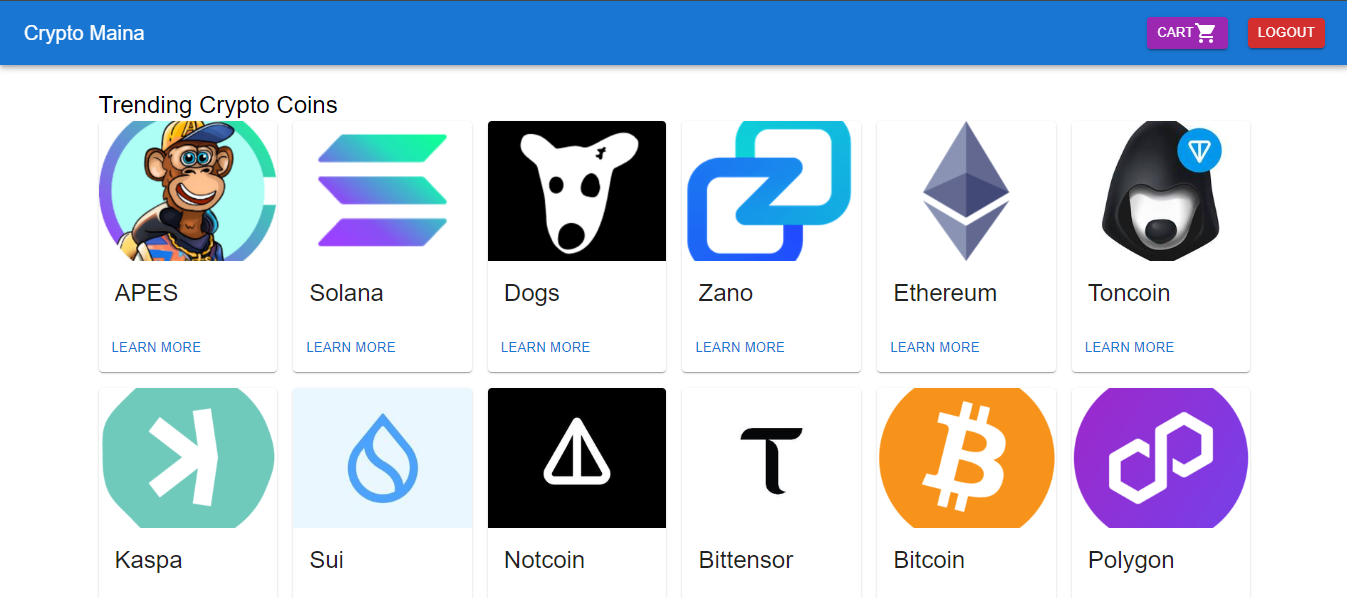 Crypto Maina
CART
LOGOUT
Trending Crypto Coins
APES
Solana
Dogs
Zano
Ethereum
Toncoin
LEARN MORE
LEARN MORE
LEARN MORE
LEARN MORE
LEARN MORE
LEARN MORE
Kaspa
Sui
Notcoin
Bittensor
Bitcoin
Polygon